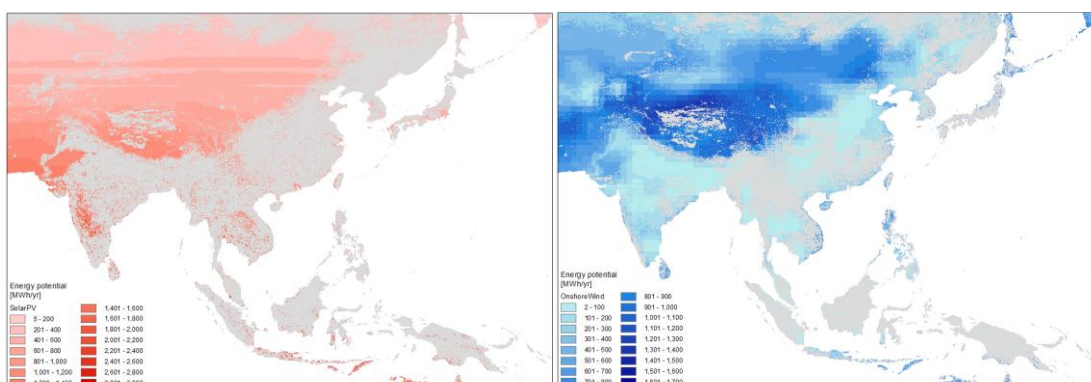 Energy potential
[MWh/yr]
SolarPV
5 - 200
201 - 400
401 - 600
601 - 800
801 - 1,000
1,001 - 1,200
1,401 - 1,600
1,601 - 1,800
1,801 - 2,000
2,001 - 2,200
2,201 - 2,400
2,401 - 2,600
2,601 - 2,800
Energy potential
[MWh/yr]
OnshoreWind
2 - 100
101 - 200
201 - 300
301 - 400
401 - 500
501 - 600
601 - 700
801 - 900
901 - 1,000
1,001 - 1,100
1,101 - 1,200
1,201 - 1,300
1,301 - 1,400
1,401 - 1,500
1,501 - 1,600